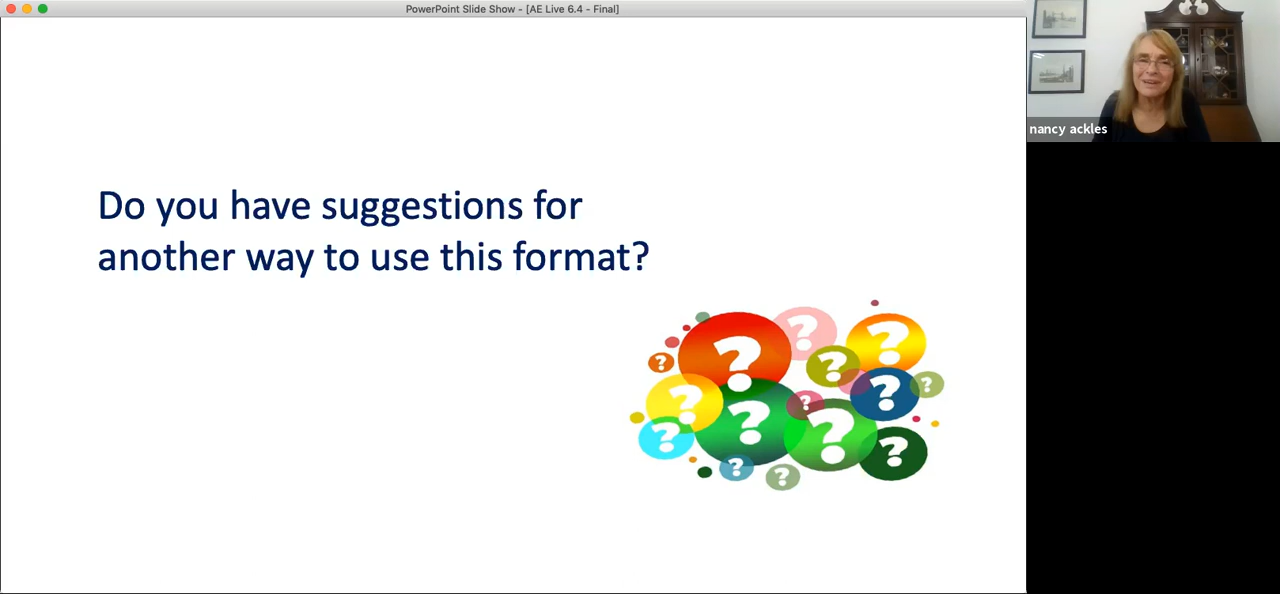 PowerPoint Slide Show - [AE Live 6.4 - Final]
nancy ackles
Do you have suggestions for
another way to use this format?
? ? ? ? ? ? ? ? ? ? ? ? ? ?